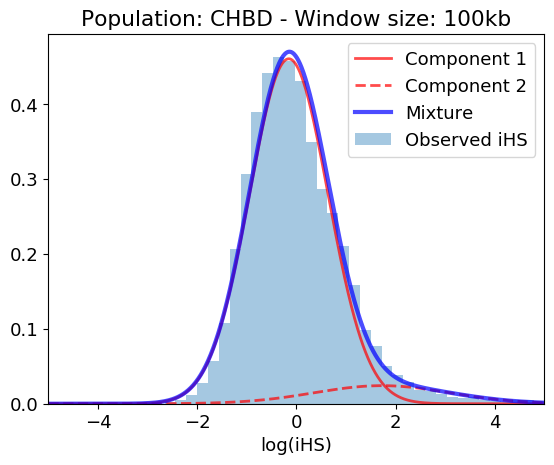 Population: CHBD - Window size: 100kb
Component 1
Component 2
Mixture
Observed iHS
0.4
0.3
0.2
0.1
0.0
−4 −2 0 2 4
log(iHS)